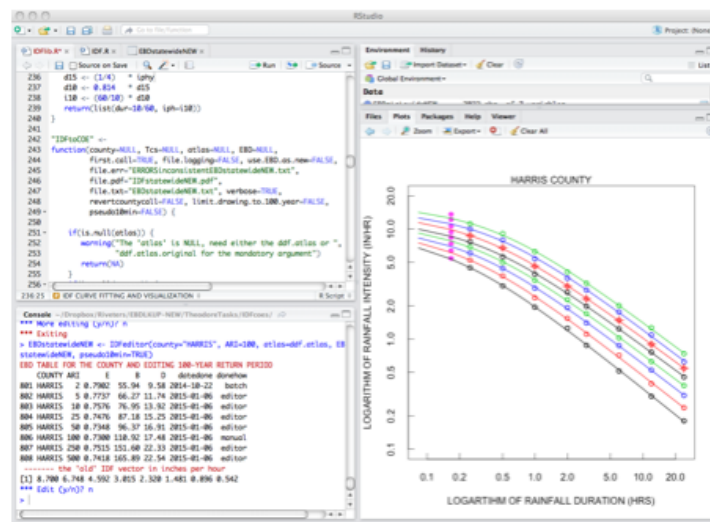 RStudio
Go to file/function
Project: (None)
IDFlib.R*
IDF.R
EBDstatewideNEW
Source on Save
Run
Source
236 d15 <- (1/4) * iphy
237 d10 <- 0.814 * d15
238 i10 <- (60/10) * d10
239 return(list(dur=10/60, iph=i10))
240 }
241
242 "IDFtoCOE" <-
243 function(county=NULL, Tcs=NULL, atlas=NULL, EBD=NULL,
244 first.call=TRUE, file.logging=FALSE, use.EBD.as.new=FALSE,
245 file.err="ERRORSinconsistentEBDstatewideNEW.txt",
246 file.pdf="IDFstatewideNEW.pdf",
247 file.txt="EBDstatewideNEW.txt", verbose=TRUE,
248 revertcountycall=FALSE, limit.drawing.to.100.year=FALSE,
249 pseudo10min=FALSE) {
250
251 if(is.null(atlas)) {
252 warning("The 'atlas' is NULL, need either the ddf.atlas or ",
253 "ddf.atlas.original for the mandatory argument")
254 return(NA)
255 }
256
236:25 IDF CURVE FITTING AND VISUALIZATION R Script
Console ~/Dropbox/Rivetors/EBDLKUP-NEW/TheodoreTasks/IDFcoes/
*** More editing (y/n)? n
*** Exiting
> EBDstatewideNEW <- IDFeditor(county="HARRIS", ARI=100, atlas=ddf.atlas, EB
statewideNEW, pseudo10min=TRUE)
EBD TABLE FOR THE COUNTY AND EDITING 100-YEAR RETURN PERIOD
COUNTY ARI E B D datedone donehow
801 HARRIS 2 0.7902 55.94 9.58 2014-10-22 batch
802 HARRIS 5 0.7737 66.27 11.74 2015-01-06 editor
803 HARRIS 10 0.7576 76.95 13.92 2015-01-06 editor
804 HARRIS 25 0.7476 87.18 15.25 2015-01-06 editor
805 HARRIS 50 0.7348 96.37 16.91 2015-01-06 editor
806 HARRIS 100 0.7300 110.92 17.48 2015-01-06 manual
807 HARRIS 250 0.7515 151.60 22.33 2015-01-06 editor
808 HARRIS 500 0.7418 165.89 22.54 2015-01-06 editor
------- the 'old' IDF vector in inches per hour
[1] 8.700 6.748 4.592 3.015 2.320 1.481 0.896 0.542
*** Edit (y/n)? n
>
Environment History
Import Dataset Clear List
Global Environment
Data
Files Plots Packages Help Viewer
Zoom Export Clear All
HARRIS COUNTY
LOGARITHM OF RAINFALL INTENSITY (IN/HR)
20.0
10.0
5.0
2.0
1.0
0.5
0.2
0.1
0.1 0.2 0.5 1.0 2.0 5.0 10.0 20.0
LOGARTIHM OF RAINFALL DURATION (HRS)